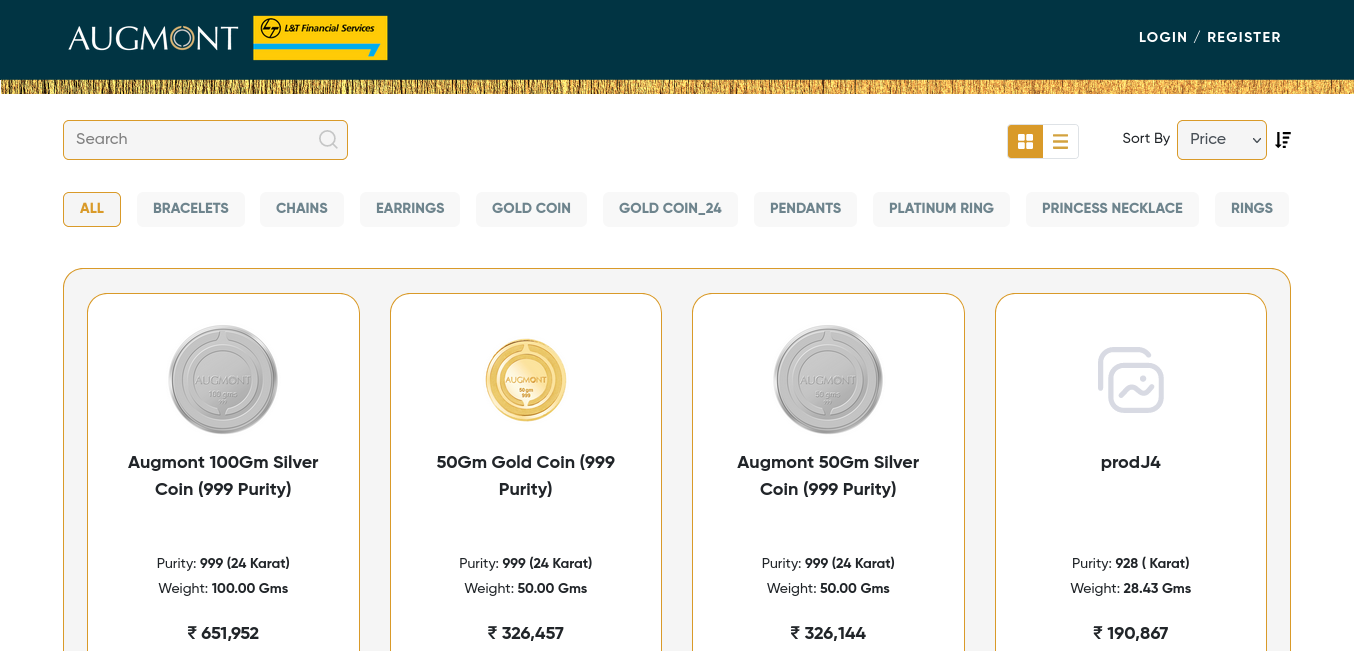 AUGMONT
L&T Financial Services
LOGIN / REGISTER
Search
Sort By
Price
ALL
BRACELETS
CHAINS
EARRINGS
GOLD COIN
GOLD COIN_24
PENDANTS
PLATINUM RING
PRINCESS NECKLACE
RINGS
AUGMONT
100 gms
Augmont 100Gm Silver
Coin (999 Purity)
Purity: 999 (24 Karat)
Weight: 100.00 Gms
₹ 651,952
AUGMONT
50 gm
999
50Gm Gold Coin (999
Purity)
Purity: 999 (24 Karat)
Weight: 50.00 Gms
₹ 326,457
AUGMONT
50 gms
Augmont 50Gm Silver
Coin (999 Purity)
Purity: 999 (24 Karat)
Weight: 50.00 Gms
₹ 326,144
prodJ4
Purity: 928 ( Karat)
Weight: 28.43 Gms
₹ 190,867